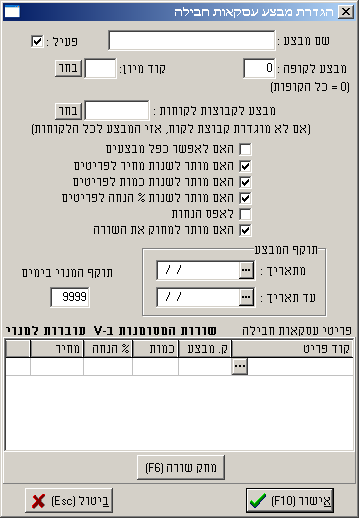 הגדרת מבצע עסקאות חבילה
שם מבצע : פעיל :
מבצע לקופה : 0 קוד מיון : בחר
(0 = כל הקופות)
מבצע לקבוצות לקוחות : בחר
(אם לא מוגדרת קבוצת לקוח, אזי המבצע לכל הלקוחות)
האם לאפשר כפל מבצעים
האם מותר לשנות מחיר לפריטים
האם מותר לשנות כמות לפריטים
האם מותר לשנות % הנחה לפריטים
לאפס הנחות
האם מותר למחוק את השורה
תוקף המבצע
מתאריך : / / ...
עד תאריך : / / ...
תוקף המנוי בימים
9999
פריטי עסקאות חבילה שורות המסומנות ב-V עוברות למנוי
קוד פריט ק. מבצע כמות % הנחה מחיר
...
מחק שורה (F6)
אישור (F10) ביטול (Esc)